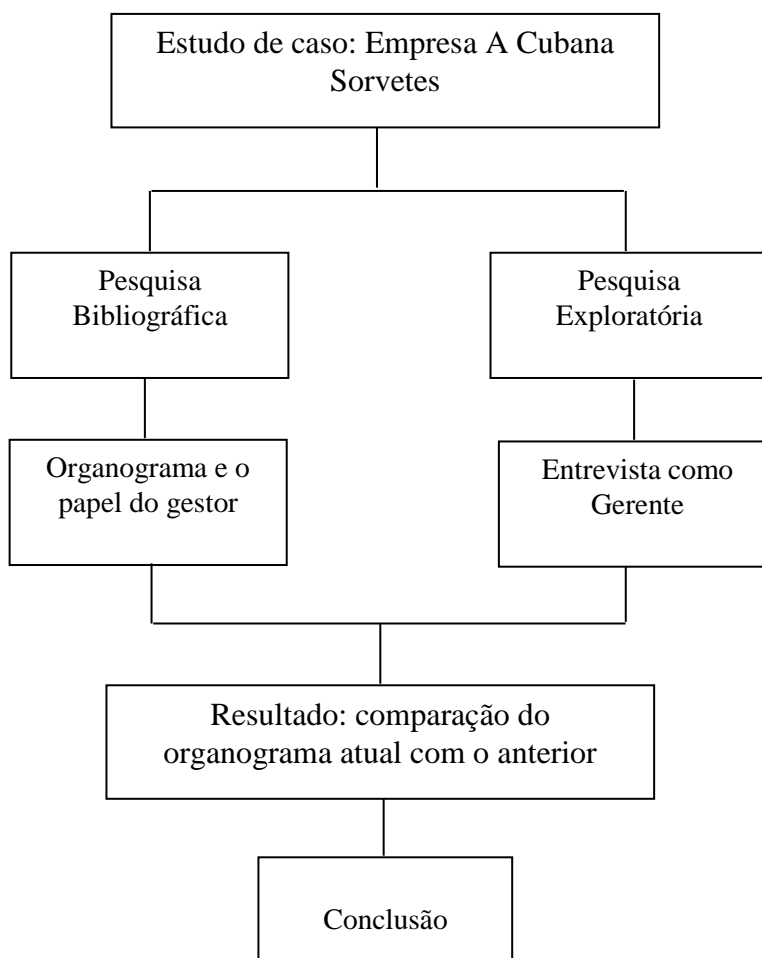 Estudo de caso: Empresa A Cubana
Sorvetes
Pesquisa
Bibliográfica
Pesquisa
Exploratória
Organograma e o
papel do gestor
Entrevista como
Gerente
Resultado: comparação do
organograma atual com o anterior
Conclusão